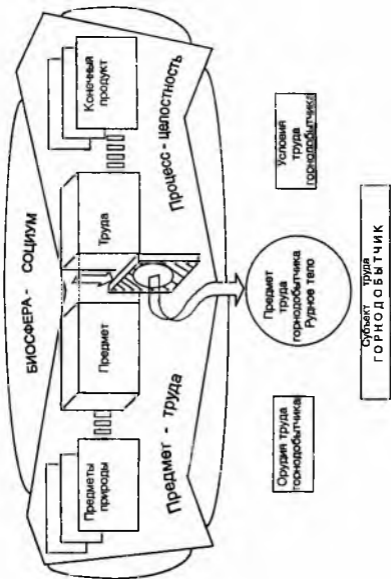 БИОСФЕРА - СОЦИУМ
Предметы
природы
Предмет
Труда
Конечный
продукт
Предмет - труда
Процесс - целостность
Орудия труда
горнодобытчика
Предмет
труда
горнодобытчика
Рудное тело
Условия
труда
горнодобытчика
Субъект труда
ГОРНОДОБЫТЧИК